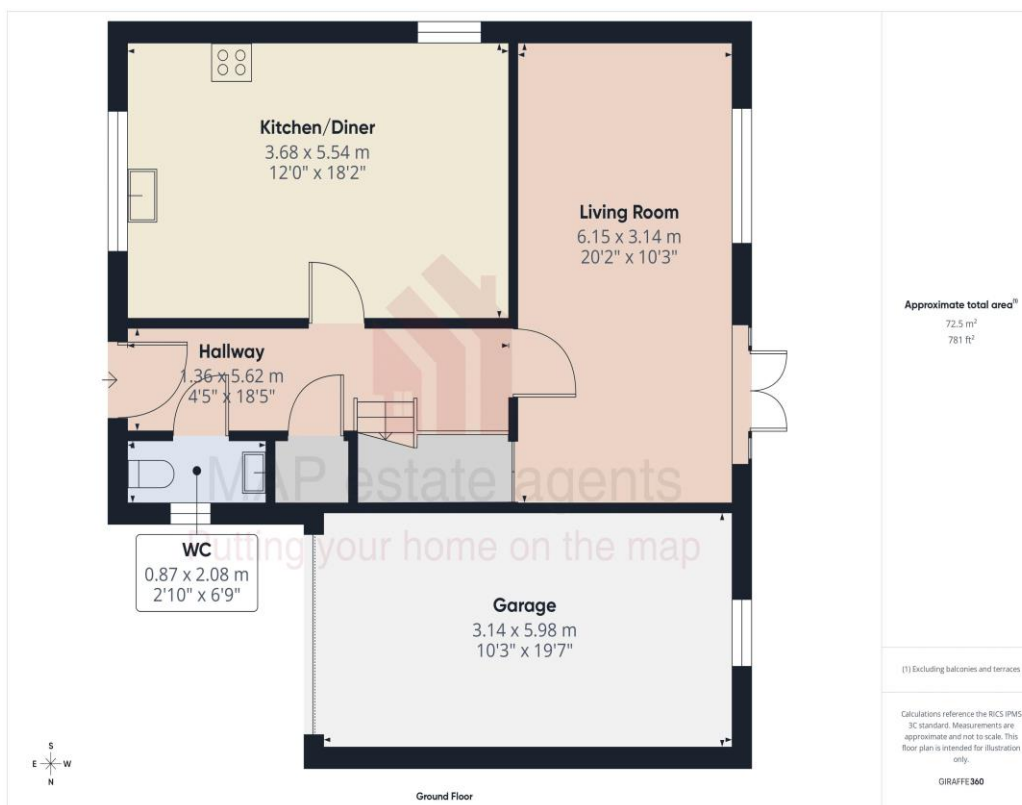 Kitchen/Diner
3.68 x 5.54 m
12'0" x 18'2"
Living Room
6.15 x 3.14 m
20'2" x 10'3"
Approximate total area(1)
72.5 m²
781 ft²
Hallway
1.36 x 5.62 m
4'5" x 18'5"
MAP estate agents
Putting your home on the map
WC
0.87 x 2.08 m
2'10" x 6'9"
Garage
3.14 x 5.98 m
10'3" x 19'7"
(1) Excluding balconies and terraces
Calculations reference the RICS IPMS
3C standard. Measurements are
approximate and not to scale. This
floor plan is intended for illustration
only.
GIRAFFE360
S
E W
N
Ground Floor